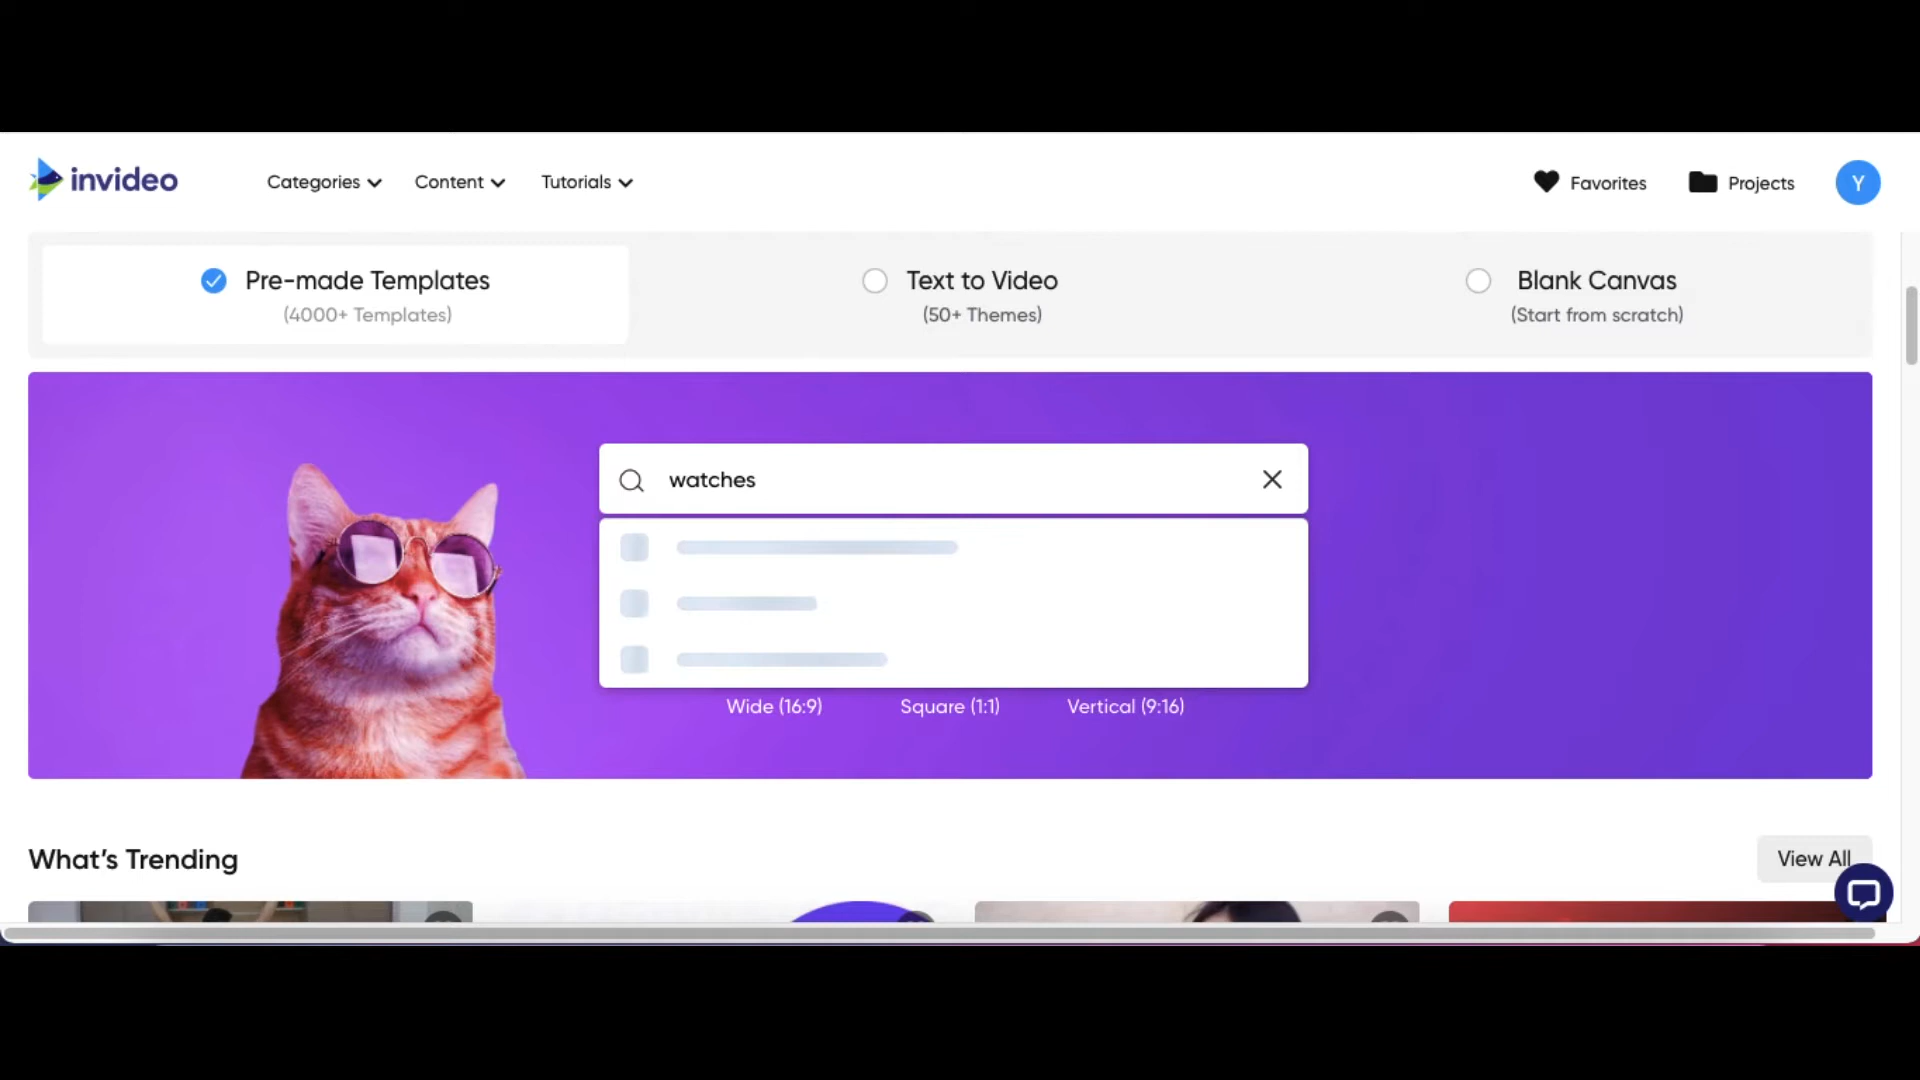 invideo
Categories
Content
Tutorials
Favorites
Projects
Y
Pre-made Templates
(4000+ Templates)
Text to Video
(50+ Themes)
Blank Canvas
(Start from scratch)
watches
Wide (16:9)
Square (1:1)
Vertical (9:16)
What's Trending
View All